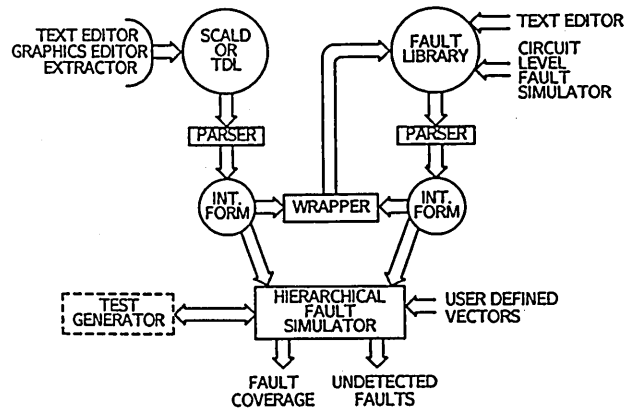 TEXT EDITOR
GRAPHICS EDITOR
EXTRACTOR
SCALD
OR
TDL
FAULT
LIBRARY
TEXT EDITOR
CIRCUIT
LEVEL
FAULT
SIMULATOR
PARSER
PARSER
INT.
FORM
WRAPPER
INT.
FORM
TEST
GENERATOR
HIERARCHICAL
FAULT
SIMULATOR
USER DEFINED
VECTORS
FAULT
COVERAGE
UNDETECTED
FAULTS